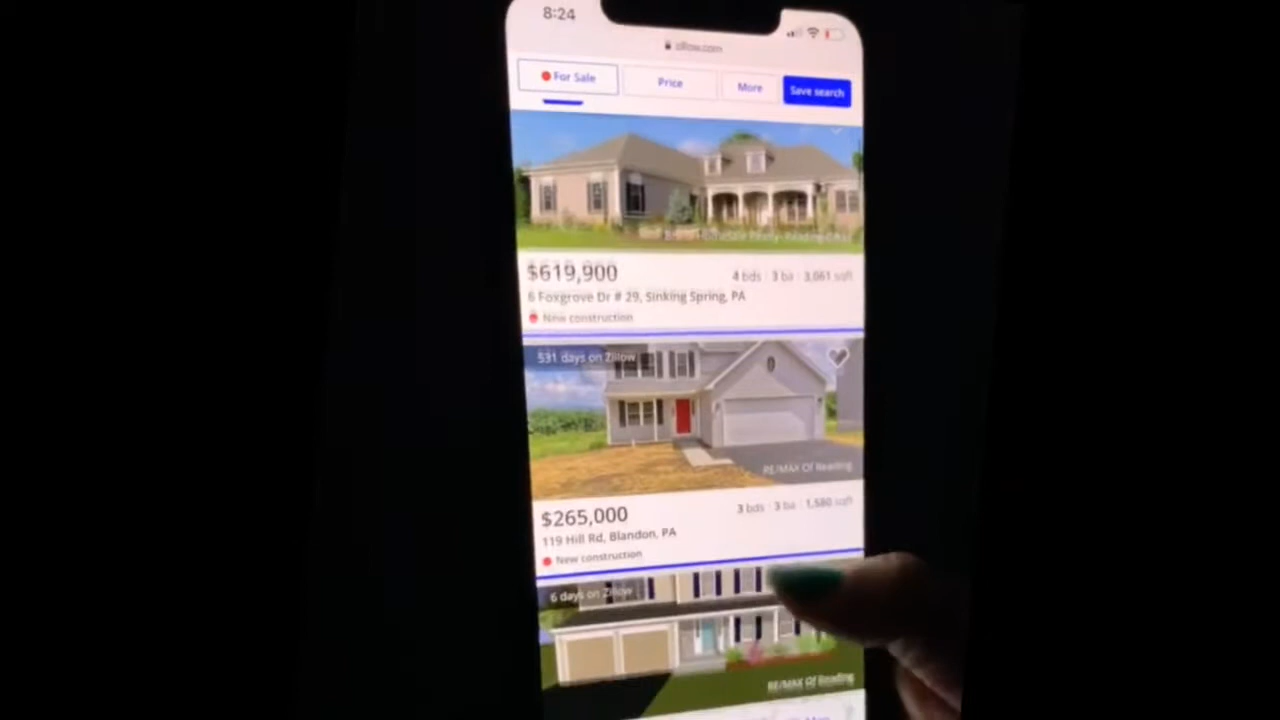 8:24
zillow.com
For Sale
Price
More
Save search
$619,900
4 bds 3 ba 3,061 sqft
6 Foxgrove Dr # 29, Sinking Spring, PA
New construction
531 days on Zillow
RE/MAX Of Reading
$265,000
3 bds 3 ba 1,580 sqft
119 Hill Rd, Blandon, PA
New construction
6 days on Zillow
RE/MAX Of Reading